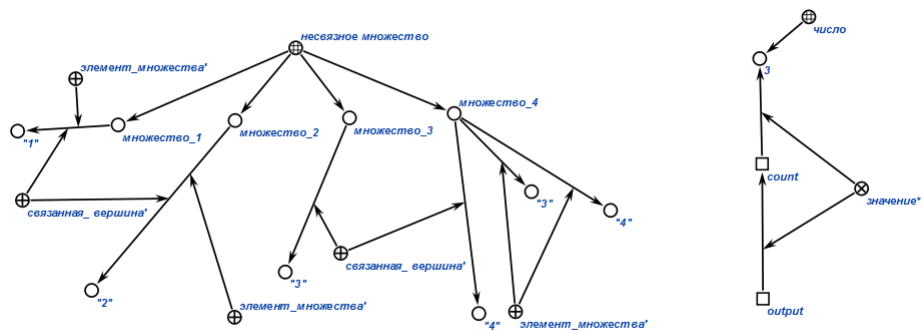 несвязное множество
число
элемент_множества'
3
множество_4
"1"
множество_1
множество_2
множество_3
count
"3"
связанная_ вершина'
значение*
"4"
связанная_ вершина'
"3"
"2"
элемент_множества'
"4"
элемент_множества'
output